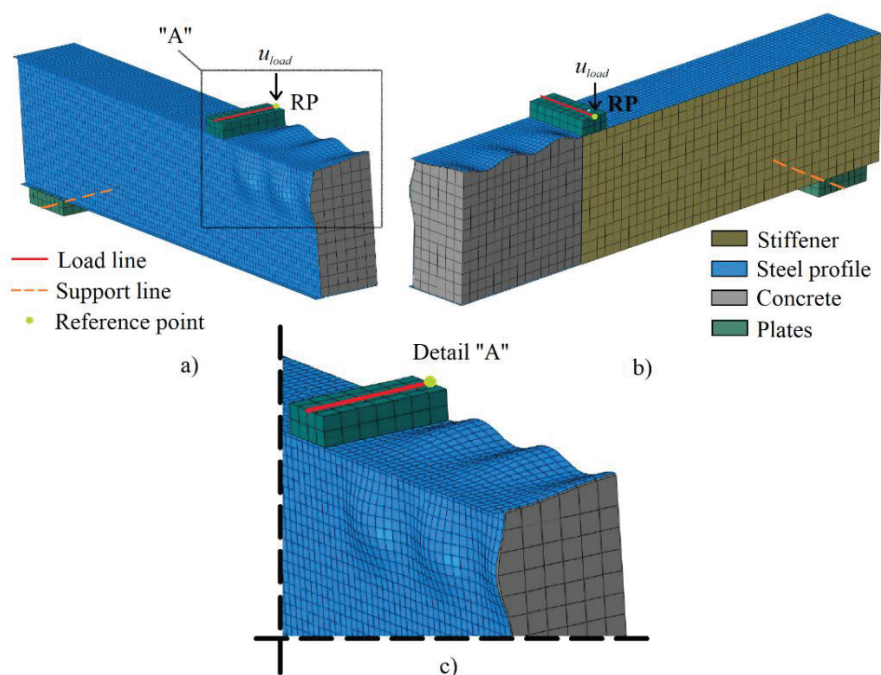 "A"
u_load
RP
u_load
RP
Load line
Support line
Reference point
Stiffener
Steel profile
Concrete
Plates
a)
b)
Detail "A"
c)